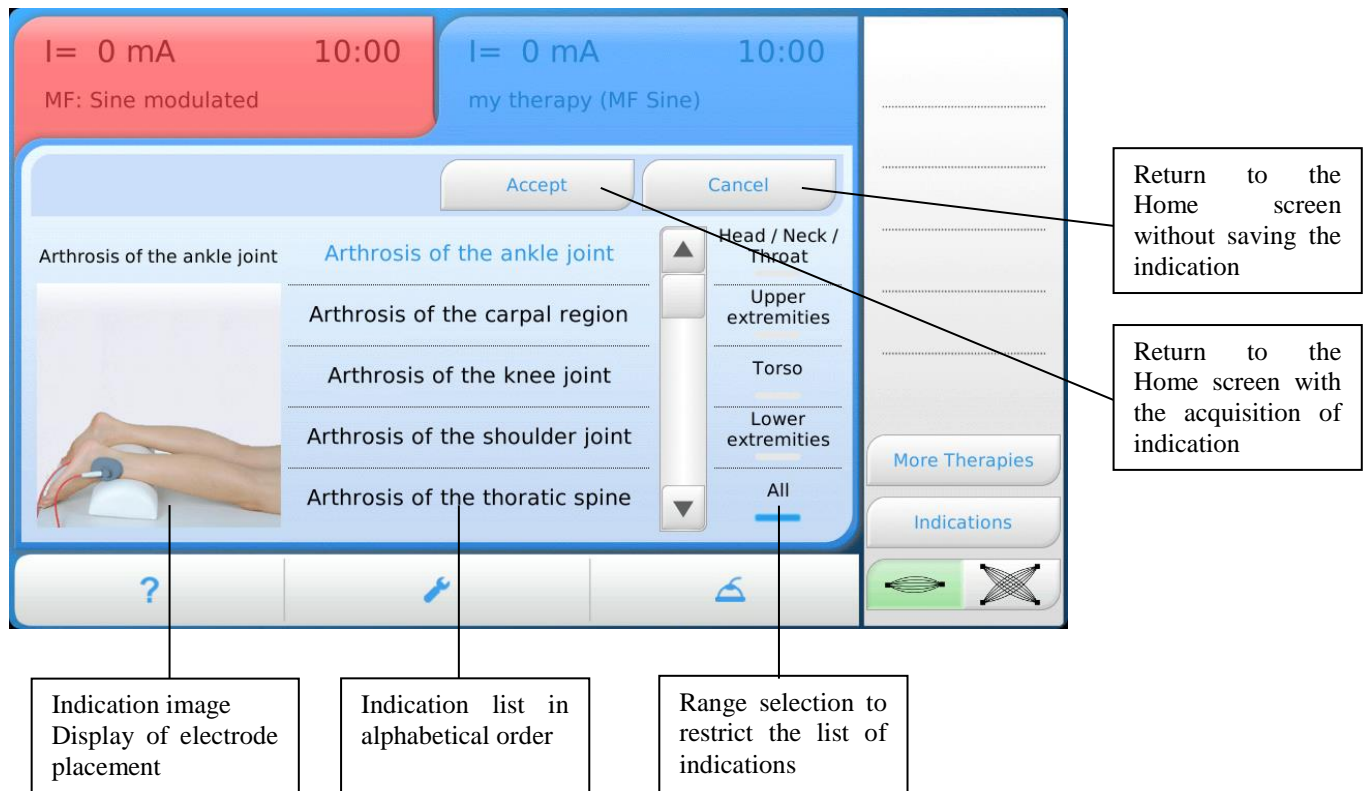 I= 0 mA 10:00
MF: Sine modulated
I= 0 mA 10:00
my therapy (MF Sine)
Accept
Cancel
Arthrosis of the ankle joint
Arthrosis of the ankle joint
Arthrosis of the carpal region
Arthrosis of the knee joint
Arthrosis of the shoulder joint
Arthrosis of the thoratic spine
Head / Neck /
Throat
Upper
extremities
Torso
Lower
extremities
All
More Therapies
Indications
?
Return to the
Home screen
without saving the
indication
Return to the
Home screen with
the acquisition of
indication
Indication image
Display of electrode
placement
Indication list in
alphabetical order
Range selection to
restrict the list of
indications